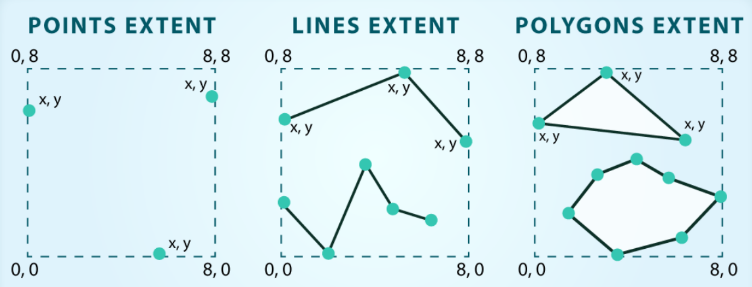 POINTS EXTENT
0, 8
8, 8
x, y
x, y
x, y
0, 0
8, 0
LINES EXTENT
0, 8
8, 8
x, y
x, y
x, y
0, 0
8, 0
POLYGONS EXTENT
0, 8
8, 8
x, y
x, y
x, y
0, 0
8, 0